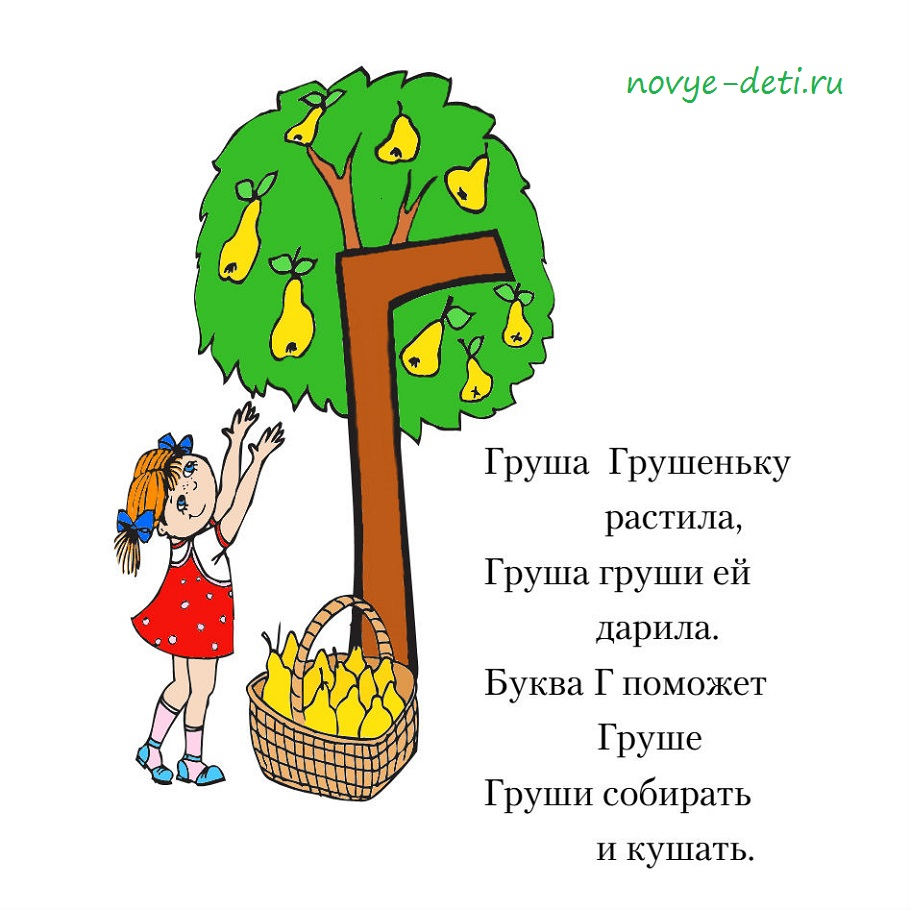 novye-deti.ru
Груша Грушеньку
растила,
Груша груши ей
дарила.
Буква Г поможет
Груше
Груши собирать
и кушать.